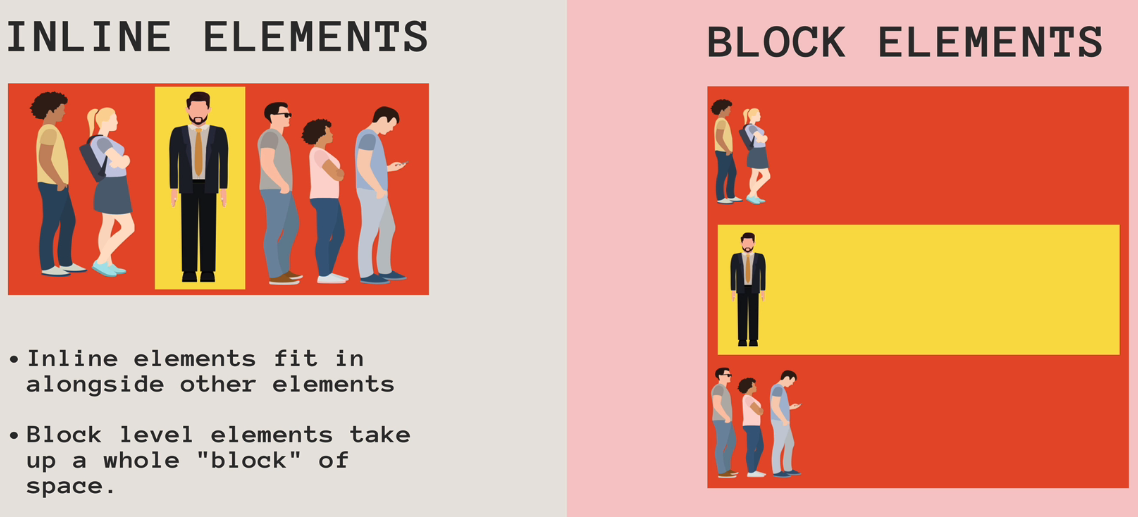 INLINE ELEMENTS
• Inline elements fit in
alongside other elements
• Block level elements take
up a whole "block" of
space.
BLOCK ELEMENTS